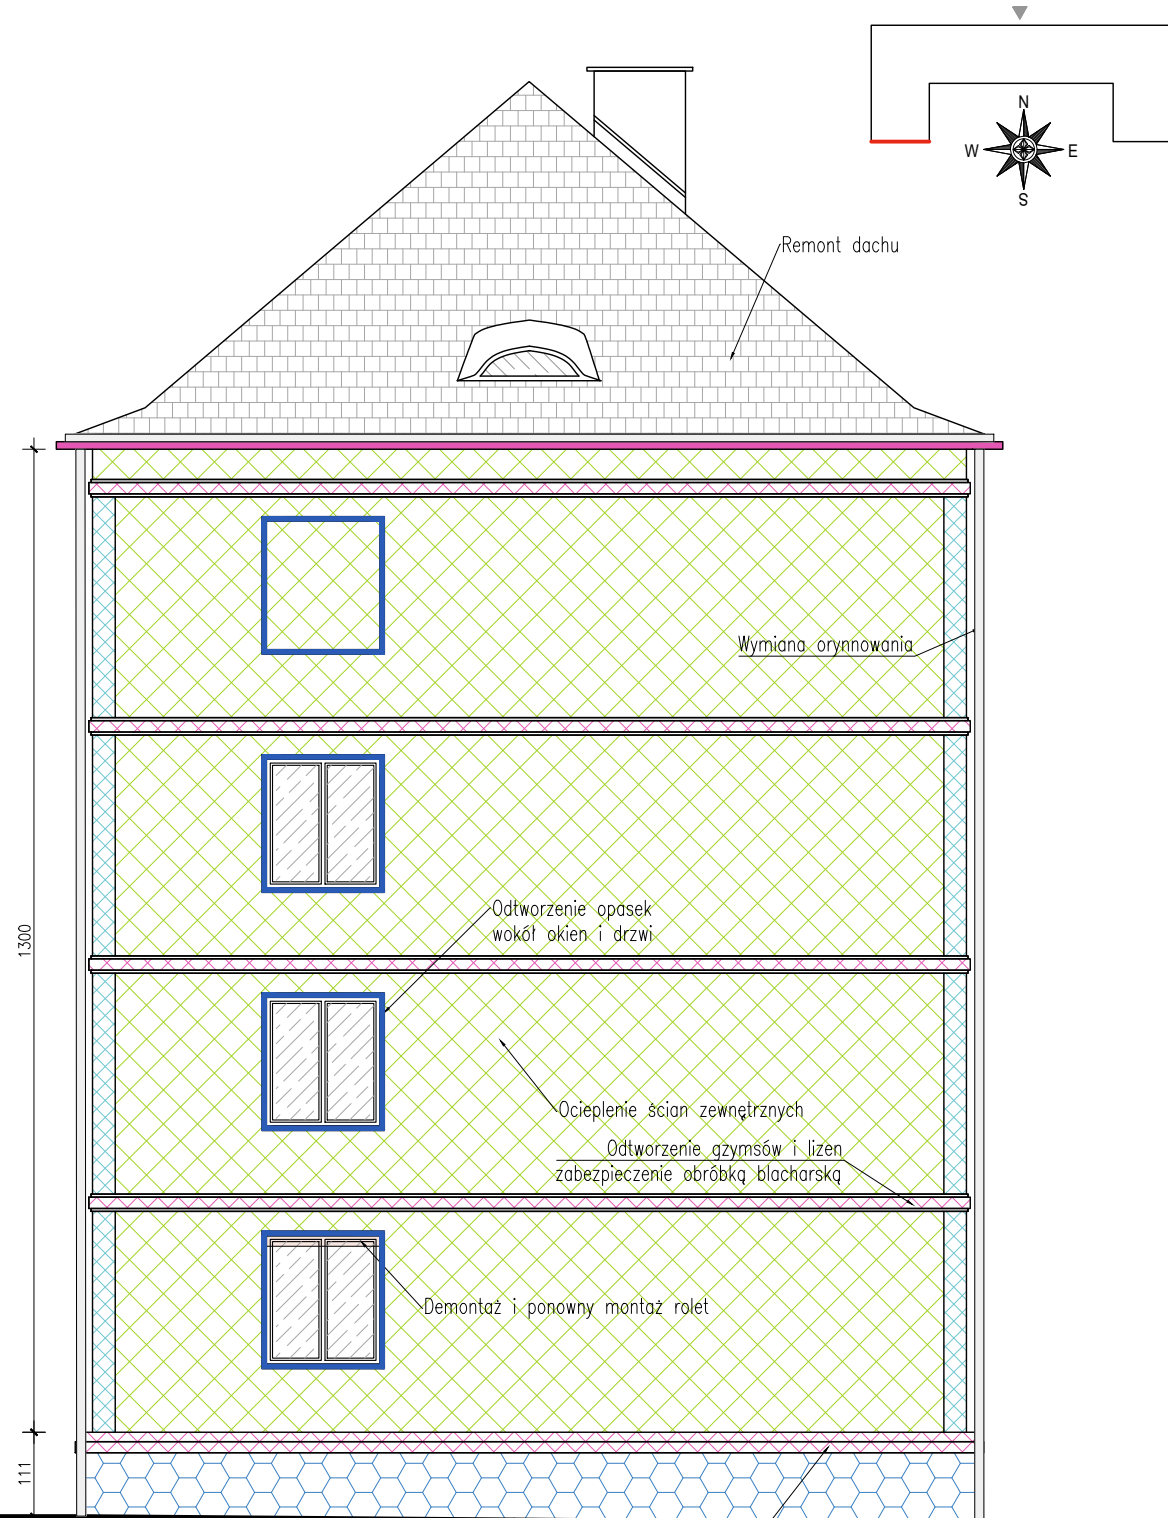 N
W
E
S
Remont dachu
Wymiana orynnowania
1300
Odtworzenie opasek
wokół okien i drzwi
Ocieplenie ścian zewnętrznych
Odtworzenie gzymsów i lizen
zabezpieczenie obróbką blacharską
Demontaż i ponowny montaż rolet
111